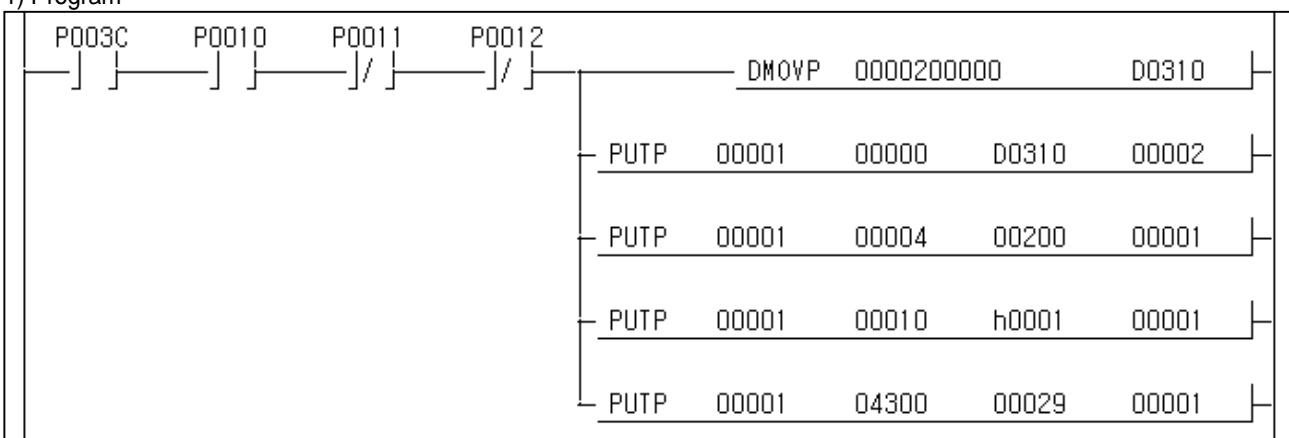 1) Program
P003C P0010 P0011 P0012
DMOVP 0000200000 D0310
PUTP 00001 00000 D0310 00002
PUTP 00001 00004 00200 00001
PUTP 00001 00010 h0001 00001
PUTP 00001 04300 00029 00001